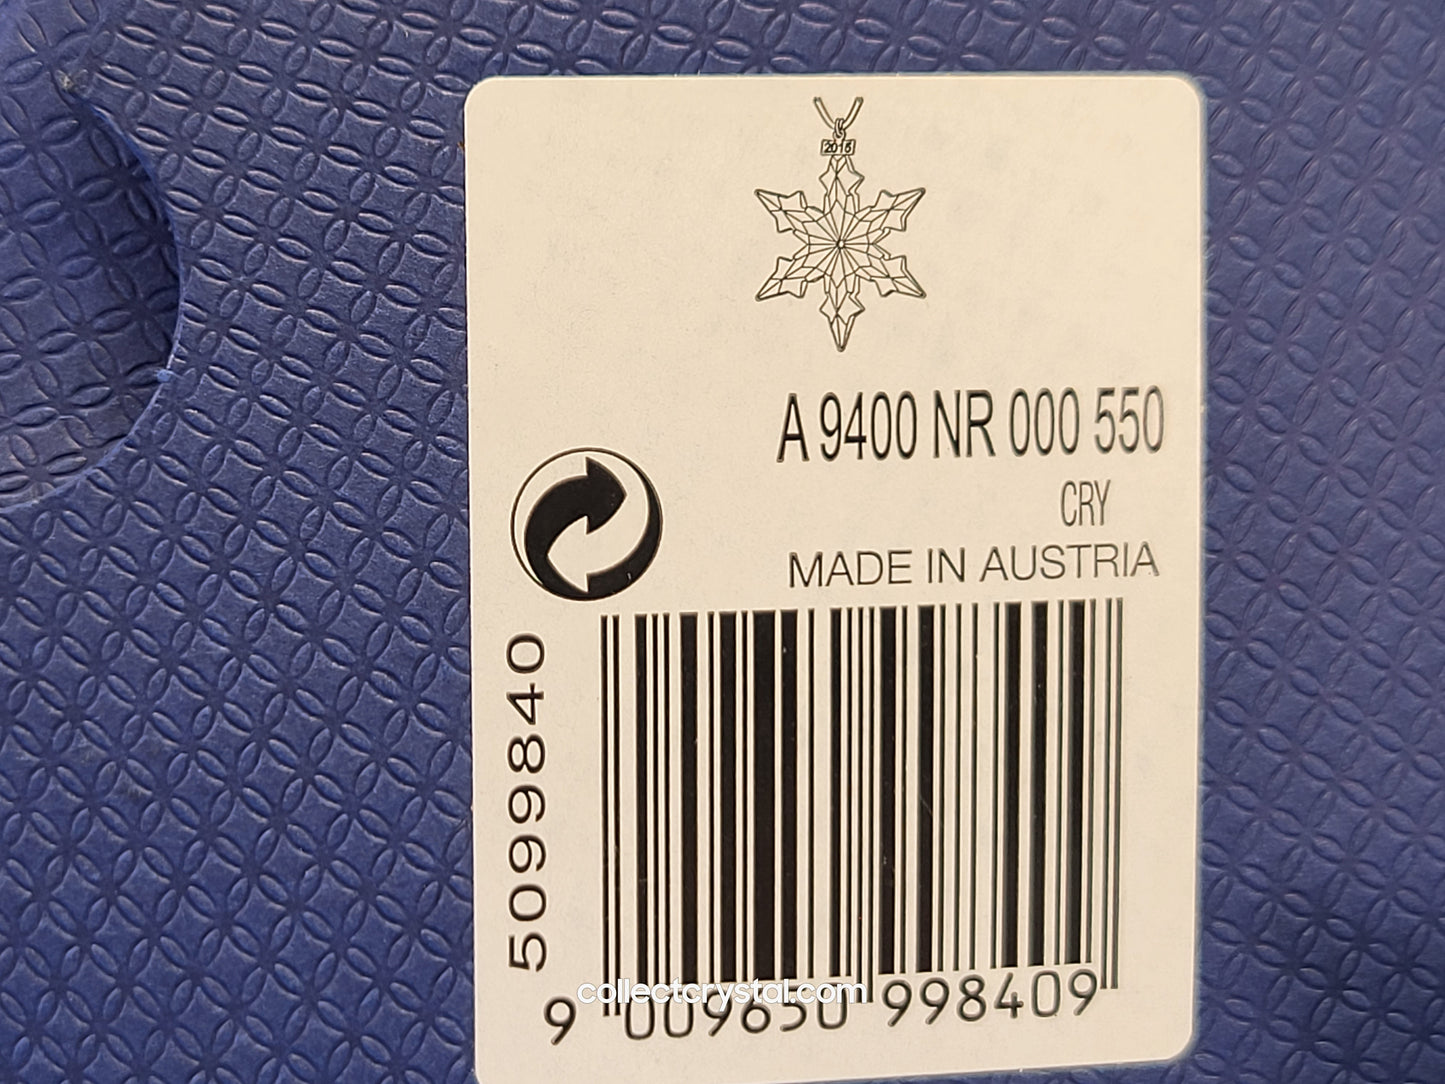 2015
A 9400 NR 000 550
CRY
MADE IN AUSTRIA
5099840
collectcrystal.com
9 009650 998409